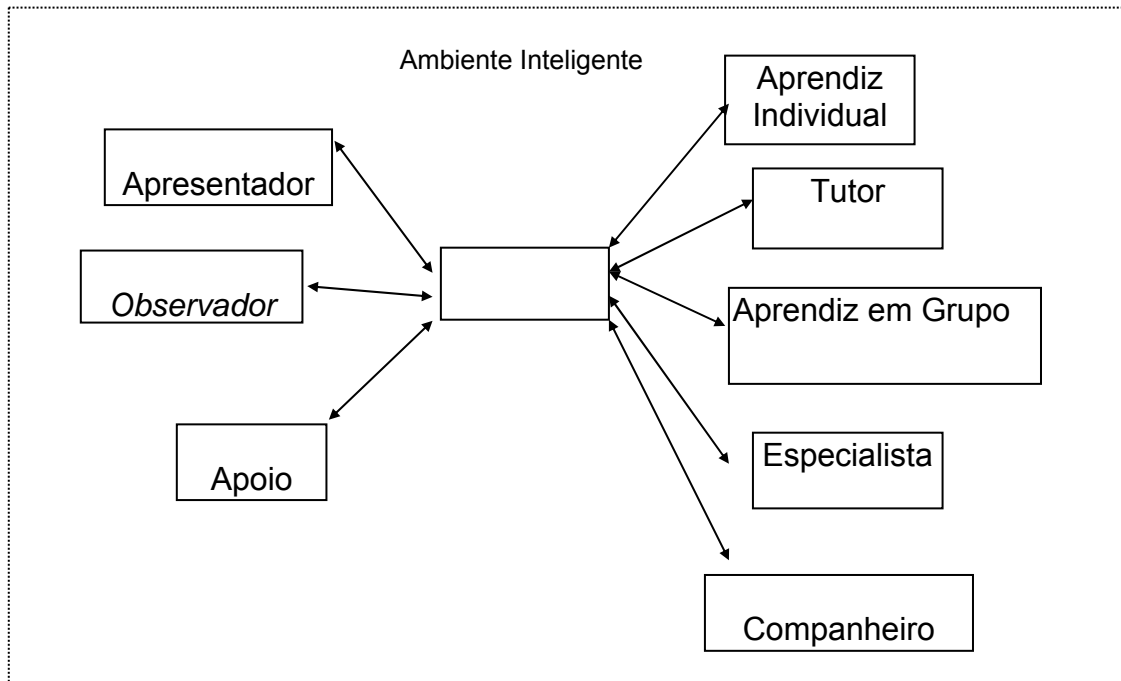 Ambiente Inteligente
Apresentador
Observador
Apoio
Aprendiz
Individual
Tutor
Aprendiz em Grupo
Especialista
Companheiro